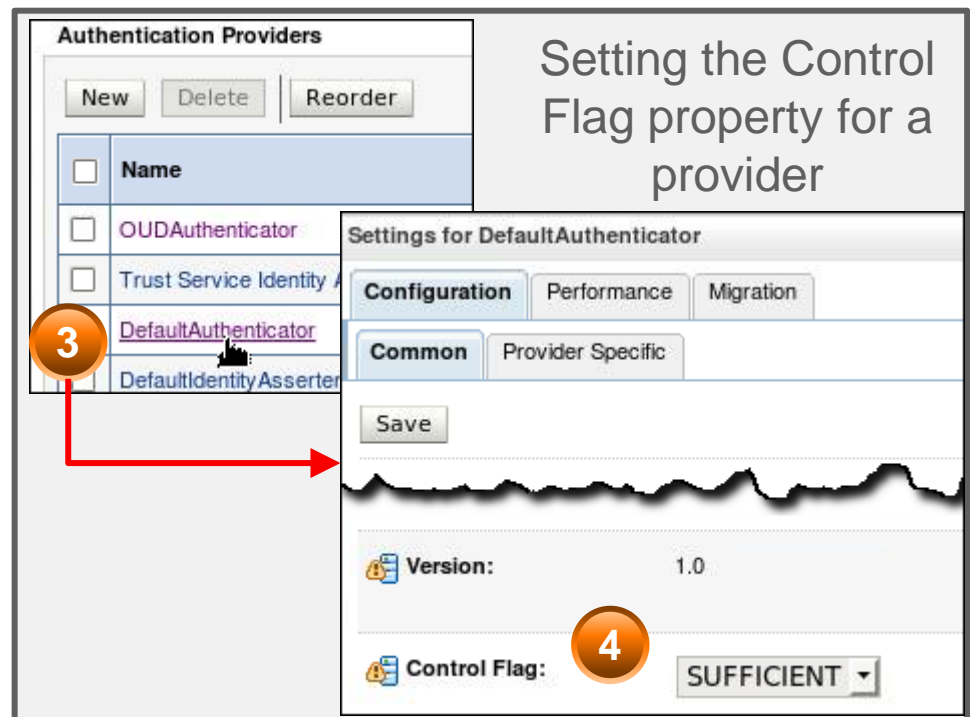 Authentication Providers
New Delete Reorder
Name
OUDAuthenticator
Trust Service Identity
DefaultAuthenticator
DefaultIdentityAsserter
3
Setting the Control
Flag property for a
provider
Settings for DefaultAuthenticator
Configuration Performance Migration
Common Provider Specific
Save
Version: 1.0
4
Control Flag: SUFFICIENT